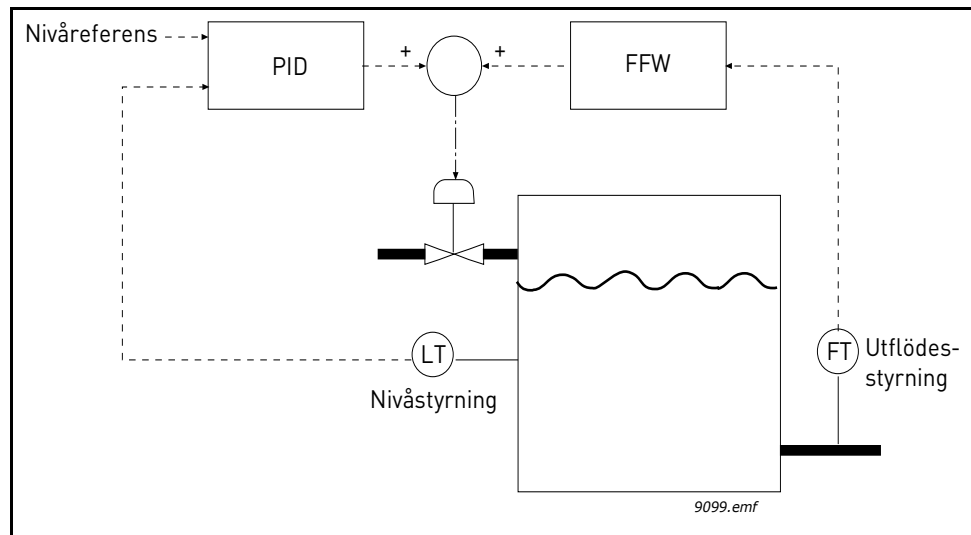 Nivåreferens
PID
+
+
FFW
LT
Nivåstyrning
FT
Utflödes-
styrning
9099.emf